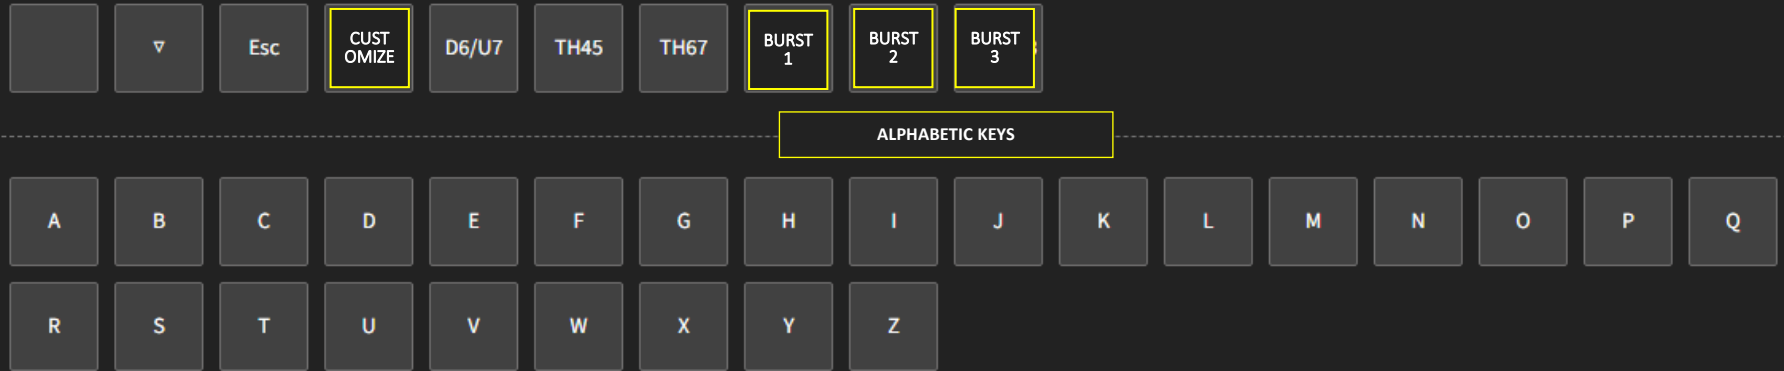 ▽ Esc CUST OMIZE D6/U7 TH45 TH67 BURST 1 BURST 2 BURST 3
ALPHABETIC KEYS
A B C D E F G H I J K L M N O P Q
R S T U V W X Y Z